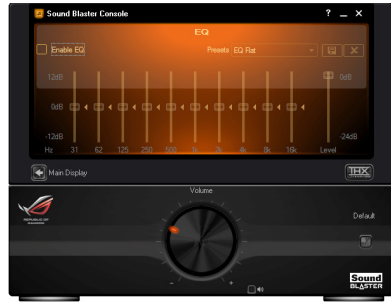 Sound Blaster Console
? _ ×
EQ
Enable EQ
Presets EQ Flat
12dB
0dB
0dB
-12dB
-24dB
Hz 31 62 125 250 500 1k 2k 4k 8k 16k Level
Main Display
THX
Volume
REPUBLIC OF
GAMERS
Default
- +
Sound
BLASTER